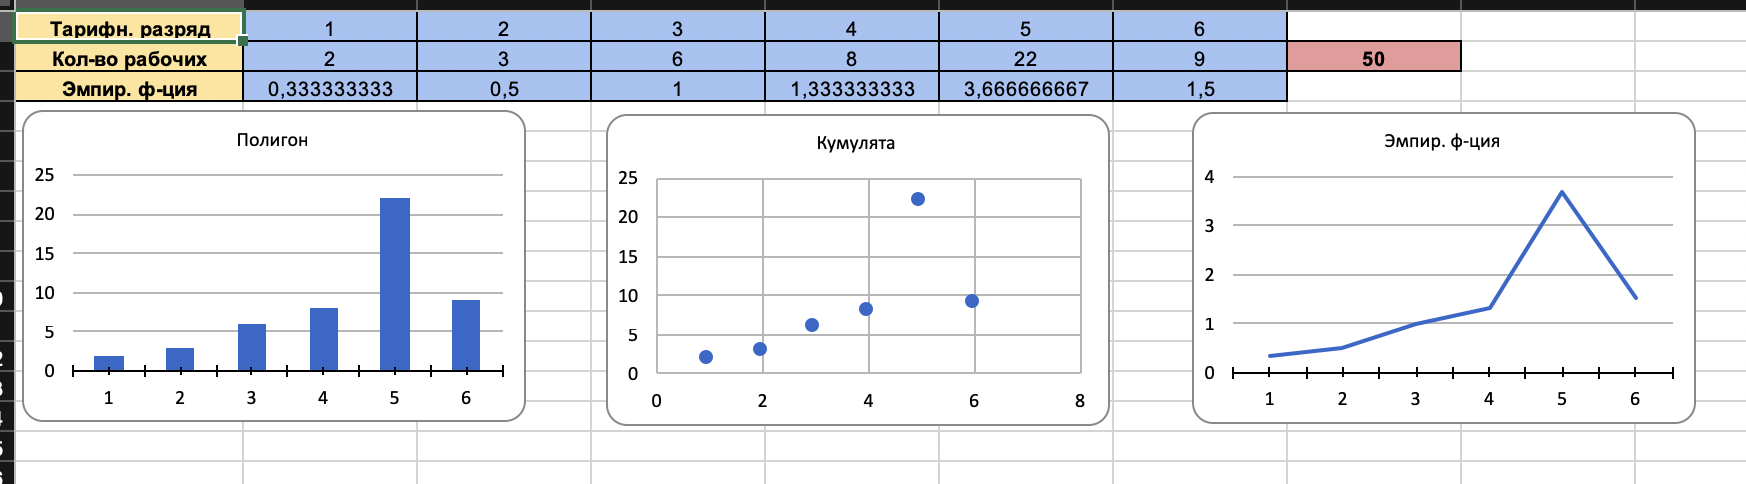 Тарифн. разряд 1 2 3 4 5 6
Кол-во рабочих 2 3 6 8 22 9 50
Эмпир. ф-ция 0,333333333 0,5 1 1,333333333 3,666666667 1,5
Полигон
25
20
15
10
5
0
1 2 3 4 5 6
Кумулята
25
20
15
10
5
0
0 2 4 6 8
Эмпир. ф-ция
4
3
2
1
0
1 2 3 4 5 6